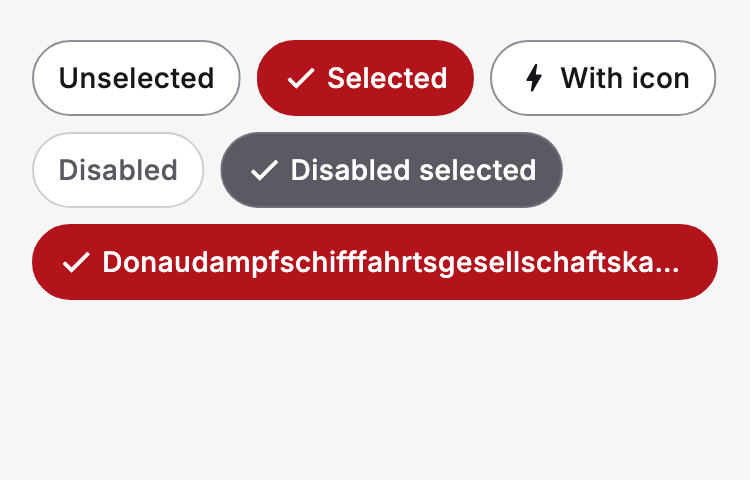 Unselected Selected With icon
Disabled Disabled selected
Donaudampfschifffahrtsgesellschaftska...